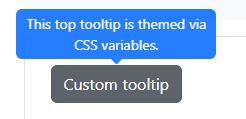 This top tooltip is themed via
CSS variables.
Custom tooltip